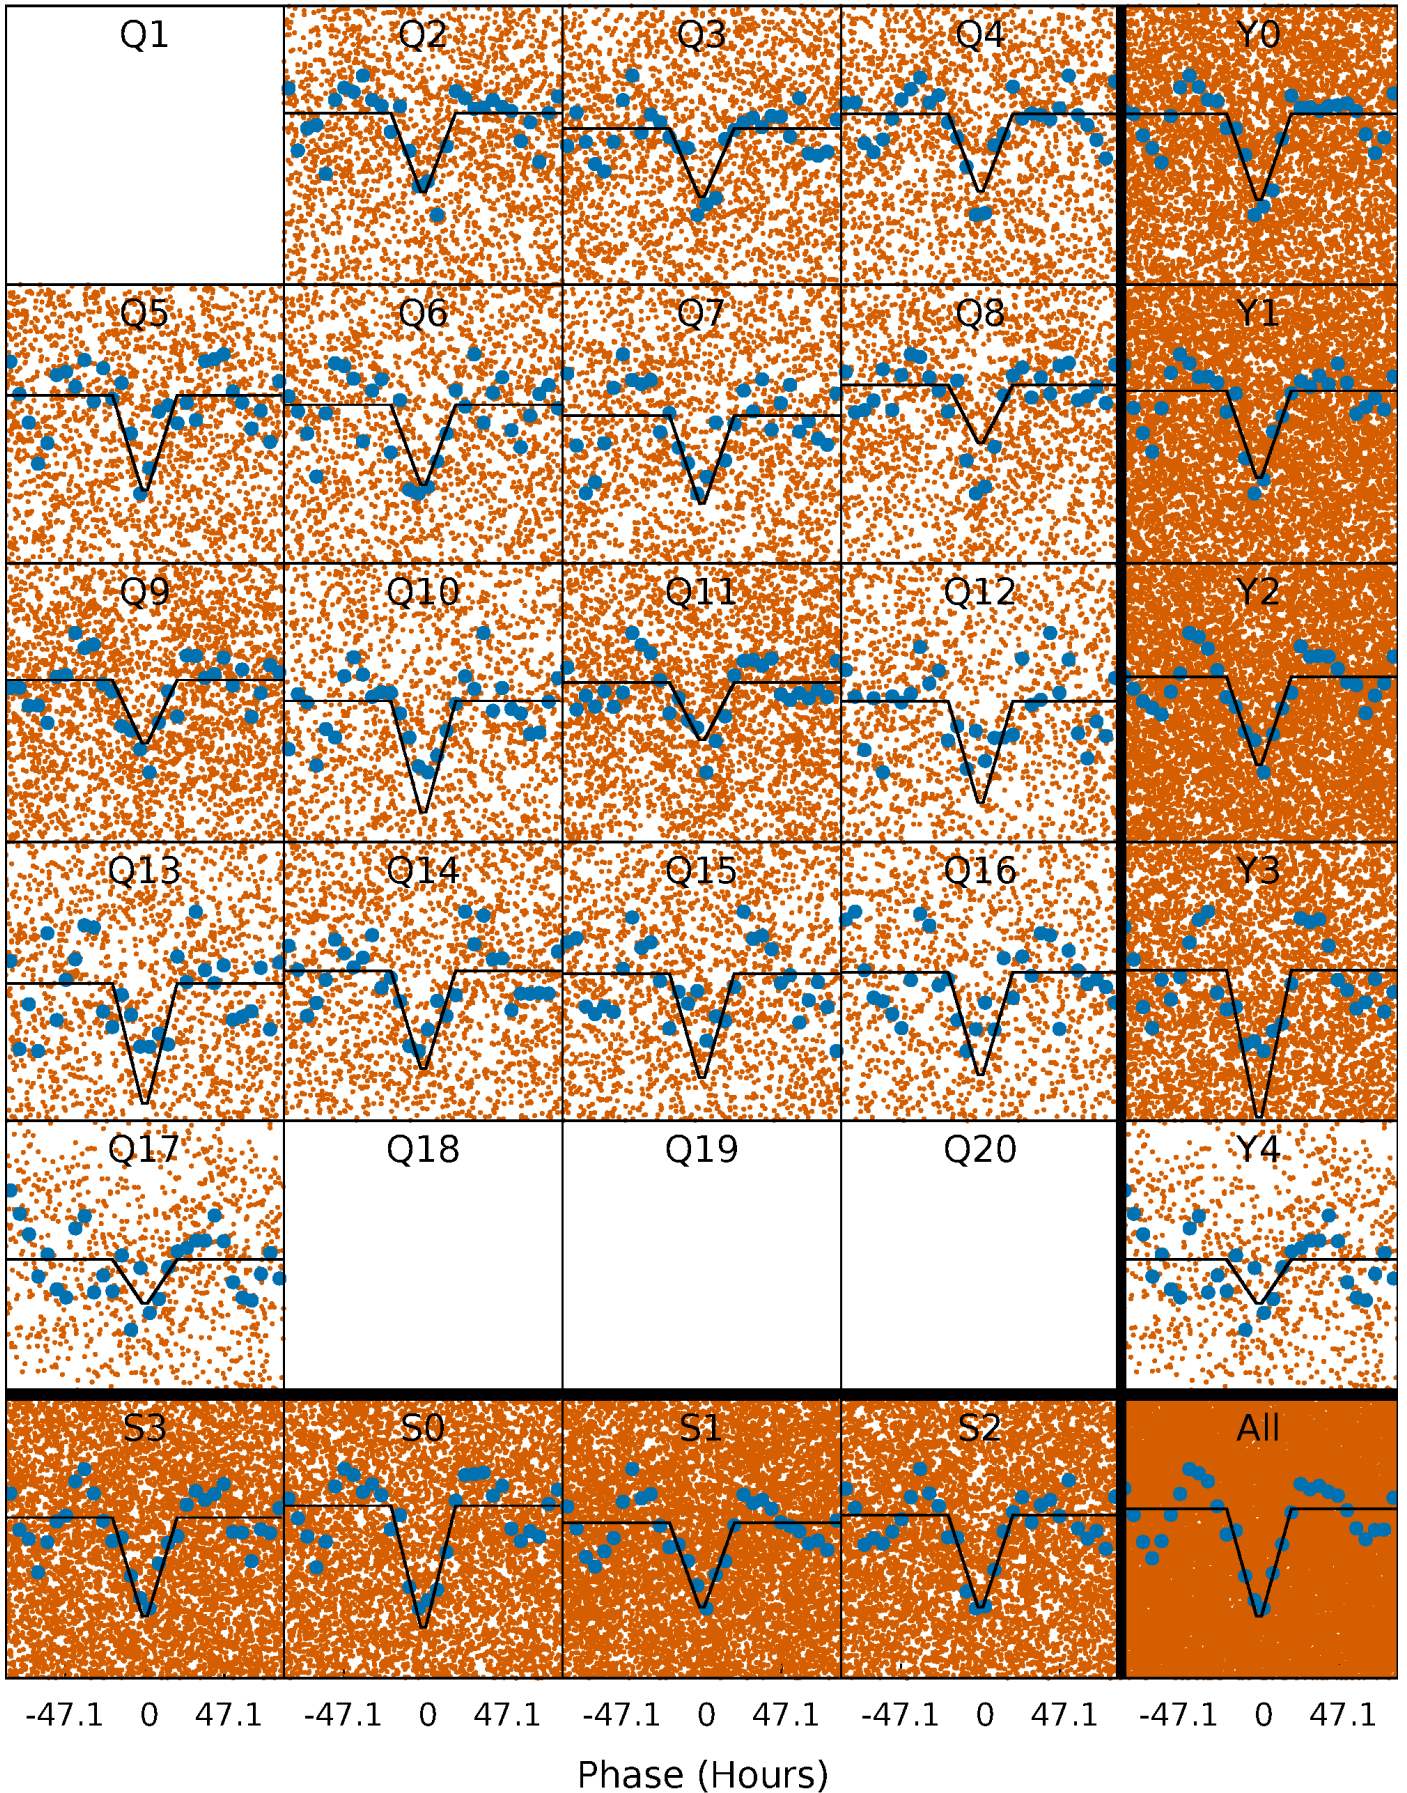 Q1 Q2 Q3 Q4 Y0
Q5 Q6 Q7 Q8 Y1
Q9 Q10 Q11 Q12 Y2
Q13 Q14 Q15 Q16 Y3
Q17 Q18 Q19 Q20 Y4
S3 S0 S1 S2 All
-47.1 0 47.1 -47.1 0 47.1 -47.1 0 47.1 -47.1 0 47.1 -47.1 0 47.1
Phase (Hours)